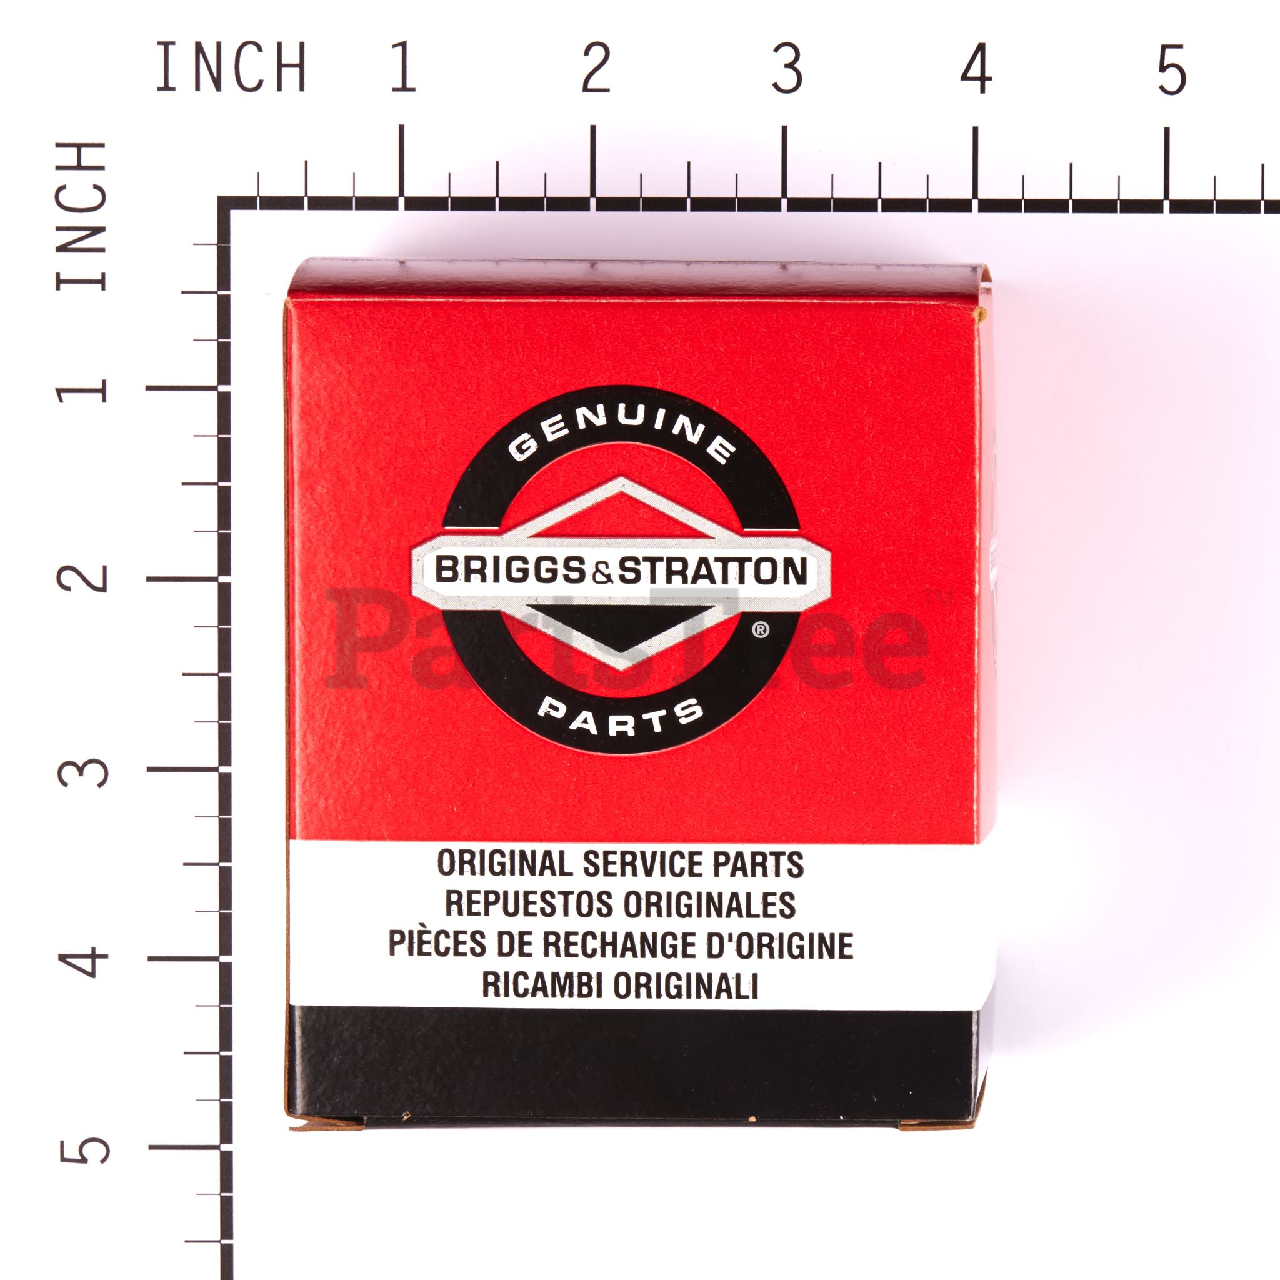 INCH 1 2 3 4 5
INCH
1
2
3
4
5
GENUINE
BRIGGS&STRATTON
®
PARTS
PartsTree™
ORIGINAL SERVICE PARTS
REPUESTOS ORIGINALES
PIÈCES DE RECHANGE D'ORIGINE
RICAMBI ORIGINALI